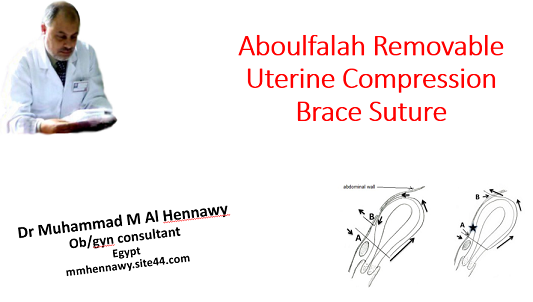 Aboulfalah Removable
Uterine Compression
Brace Suture
Dr Muhammad M Al Hennawy
Ob/gyn consultant
Egypt
mmhennawy.site44.com
abdominal wall
B
A
B
A